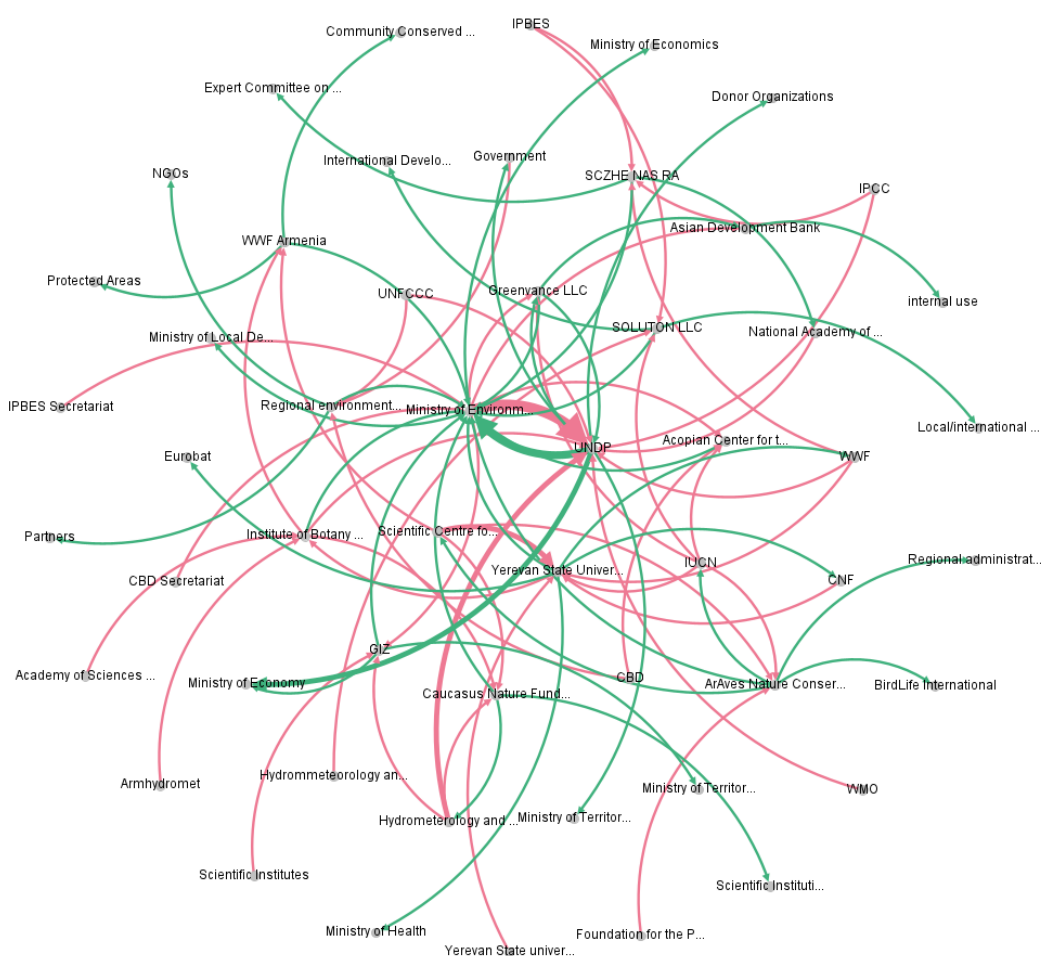 IPBES
Community Conserved ...
Ministry of Economics
Expert Committee on ...
Donor Organizations
International Develo...
Government
NGOs
SCZHE NAS RA
IPCC
Asian Development Bank
WWF Armenia
Protected Areas
UNFCCC
Greenvance LLC
internal use
SOLUTON LLC
National Academy of ...
Ministry of Local De...
IPBES Secretariat
Regional environment...
Ministry of Environm...
Local/international ...
Acopian Center for t...
UNDP
WWF
Eurobat
Partners
Institute of Botany ...
Scientific Centre fo...
Yerevan State Univer...
IUCN
Regional administrat...
CNF
CBD Secretariat
GIZ
Academy of Sciences ...
Ministry of Economy
CBD
Caucasus Nature Fund...
ArAves Nature Conser...
BirdLife International
Armhydromet
Hydrommeteorology an...
Ministry of Territor...
WMO
Hydrometerology and ...
Ministry of Territor...
Scientific Institutes
Scientific Instituti...
Ministry of Health
Foundation for the P...
Yerevan State univer...